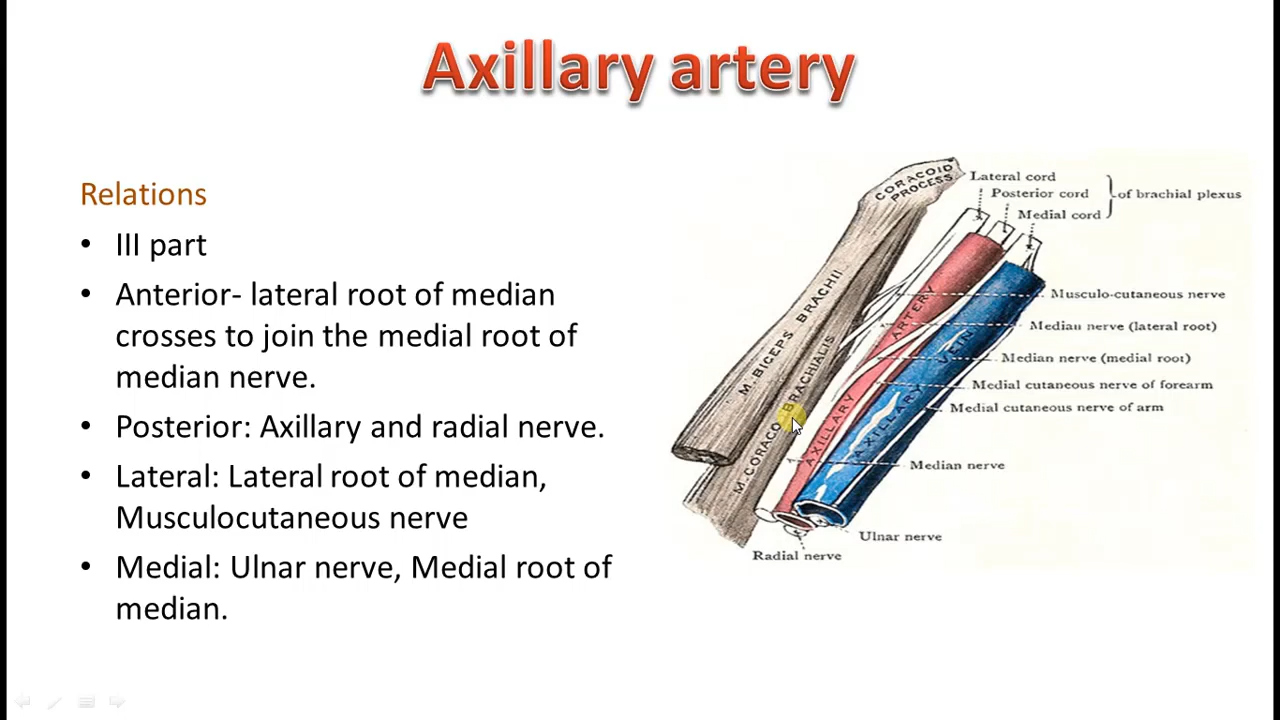 Axillary artery
Relations
• III part
• Anterior- lateral root of median
crosses to join the medial root of
median nerve.
• Posterior: Axillary and radial nerve.
• Lateral: Lateral root of median,
Musculocutaneous nerve
• Medial: Ulnar nerve, Medial root of
median.
CORACOID
PROCESS
Lateral cord
Posterior cord
Medial cord
of brachial plexus
M. BICEPS BRACHII
M. CORACO BRACHIALIS
AXILLARY ARTERY
AXILLARY VEIN
Musculo-cutaneous nerve
Median nerve (lateral root)
Median nerve (medial root)
Medial cutaneous nerve of forearm
Medial cutaneous nerve of arm
Median nerve
Ulnar nerve
Radial nerve